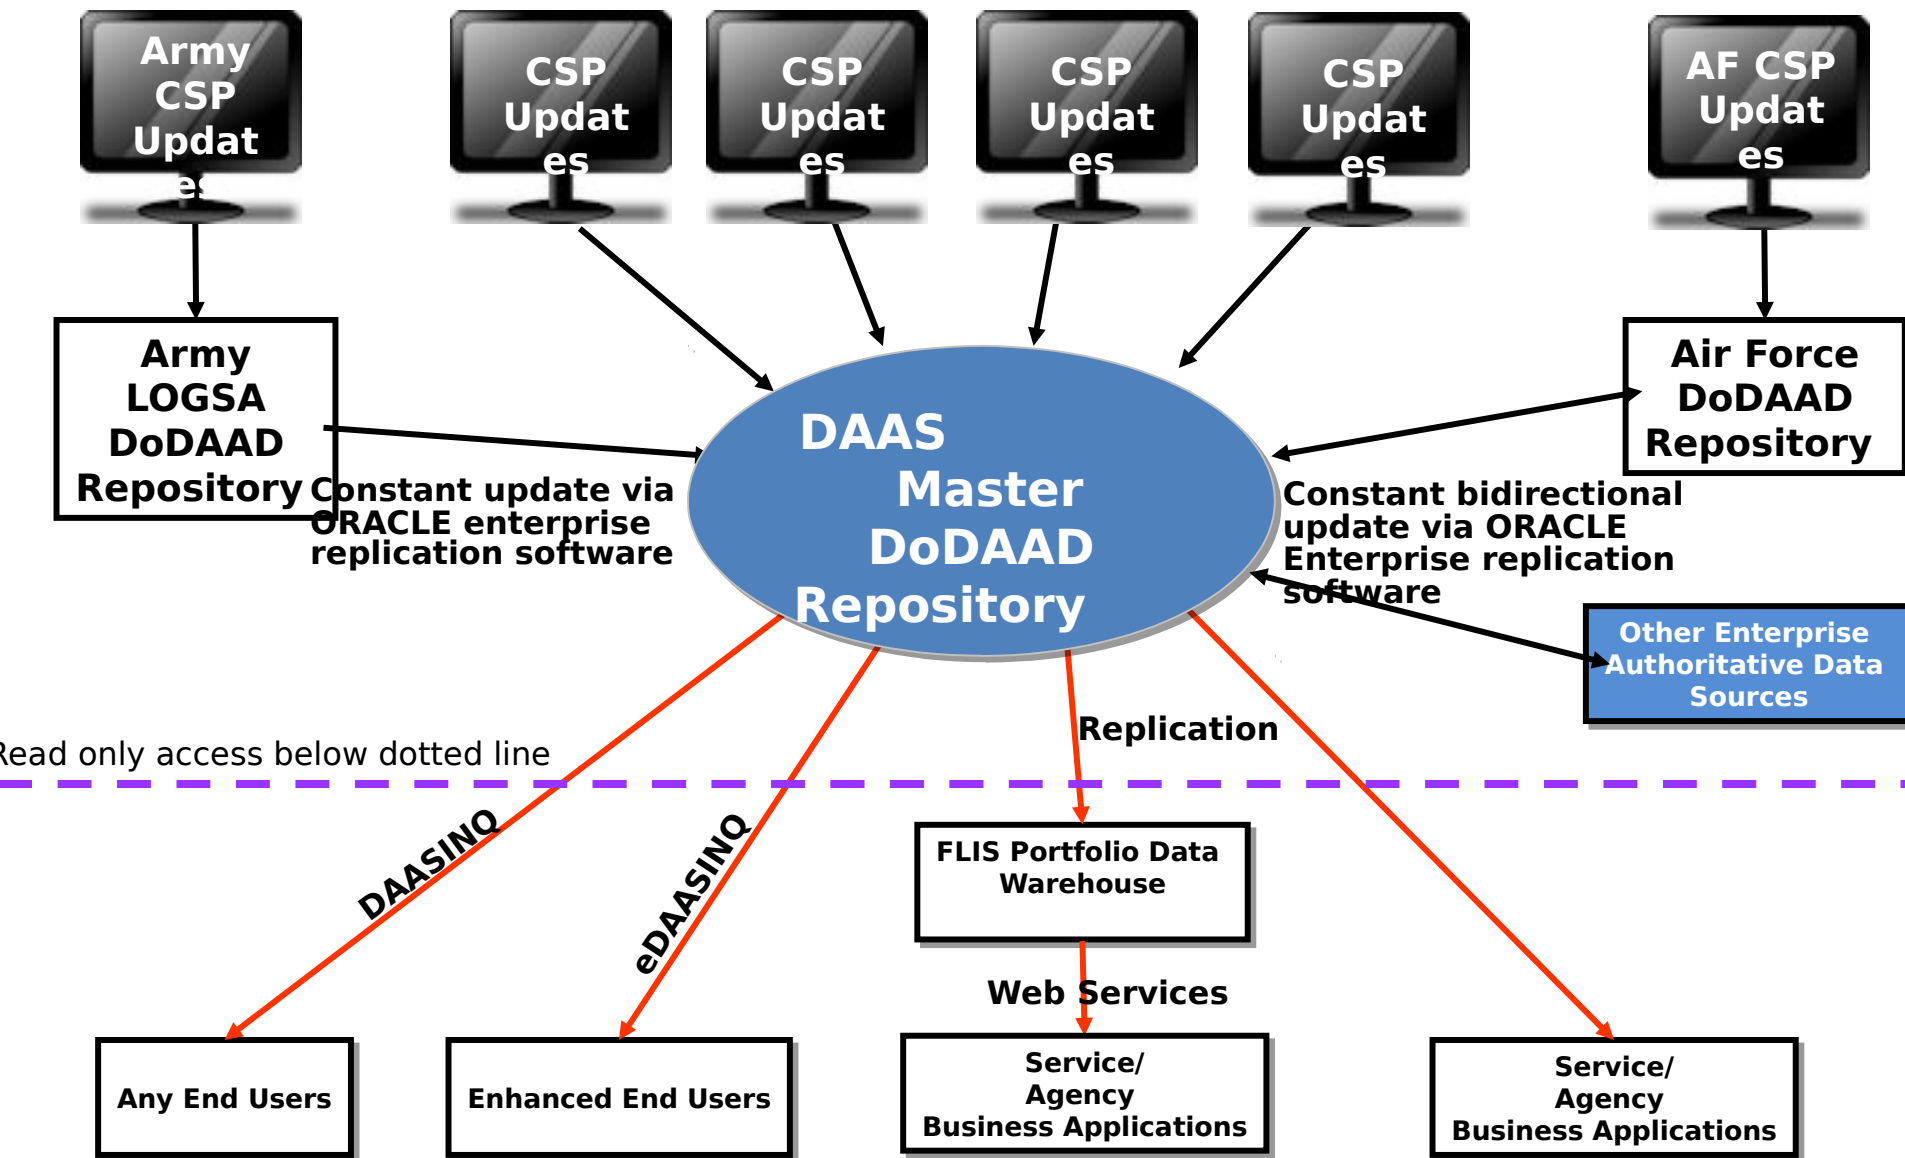 Army
CSP
Updat
es
CSP
Updat
es
CSP
Updat
es
CSP
Updat
es
CSP
Updat
es
AF CSP
Updat
es
Army
LOGSA
DoDAAD
Repository
Air Force
DoDAAD
Repository
DAAS
Master
DoDAAD
Repository
Constant update via
ORACLE enterprise
replication software
Constant bidirectional
update via ORACLE
Enterprise replication
software
Other Enterprise
Authoritative Data
Sources
Replication
Read only access below dotted line
DAASINQ
eDAASINQ
FLIS Portfolio Data
Warehouse
Web Services
Any End Users
Enhanced End Users
Service/
Agency
Business Applications
Service/
Agency
Business Applications